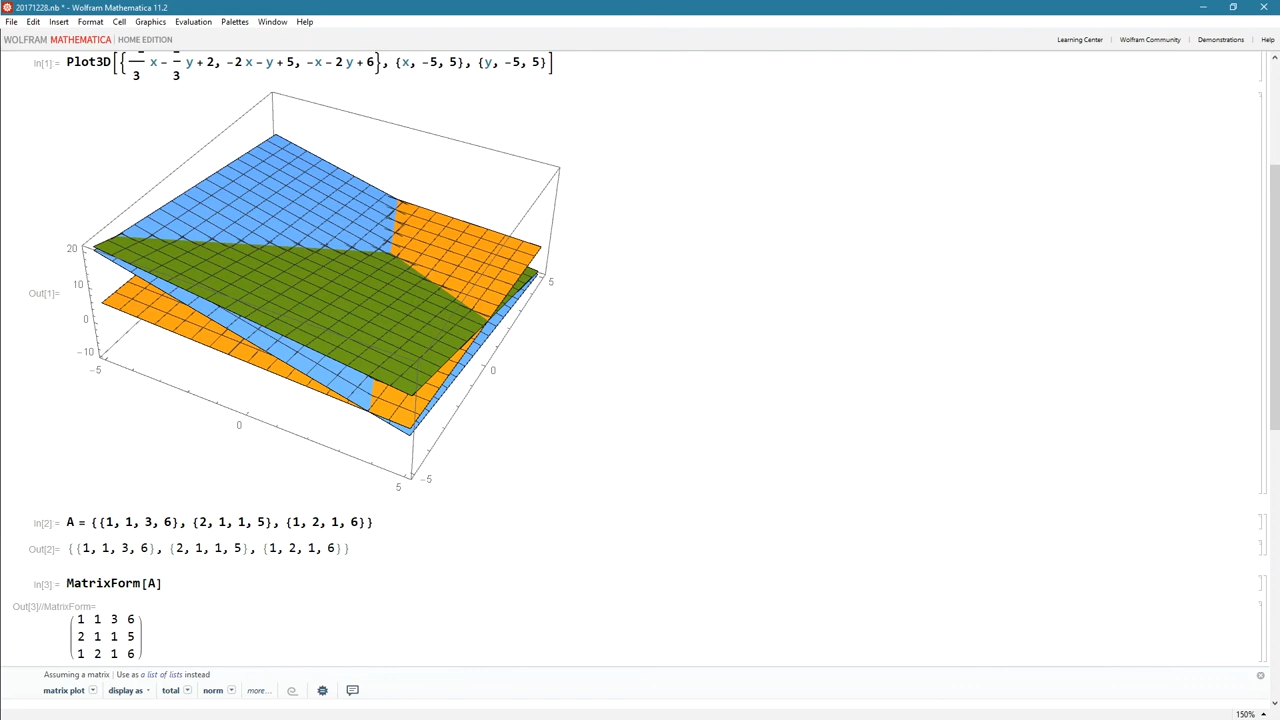 20171228.nb * - Wolfram Mathematica 11.2
File Edit Insert Format Cell Graphics Evaluation Palettes Window Help
WOLFRAM MATHEMATICA | HOME EDITION
Learning Center | Wolfram Community | Demonstrations | Help
In[1]:= Plot3D[{ /3 x - /3 y + 2, -2 x - y + 5, -x - 2 y + 6}, {x, -5, 5}, {y, -5, 5}]
20
10
0
-10
-5
0
5
-5
0
5
Out[1]=
In[2]:= A = {{1, 1, 3, 6}, {2, 1, 1, 5}, {1, 2, 1, 6}}
Out[2]= {{1, 1, 3, 6}, {2, 1, 1, 5}, {1, 2, 1, 6}}
In[3]:= MatrixForm[A]
Out[3]//MatrixForm=
1 1 3 6
2 1 1 5
1 2 1 6
Assuming a matrix | Use as a list of lists instead
matrix plot display as total norm more...
150%